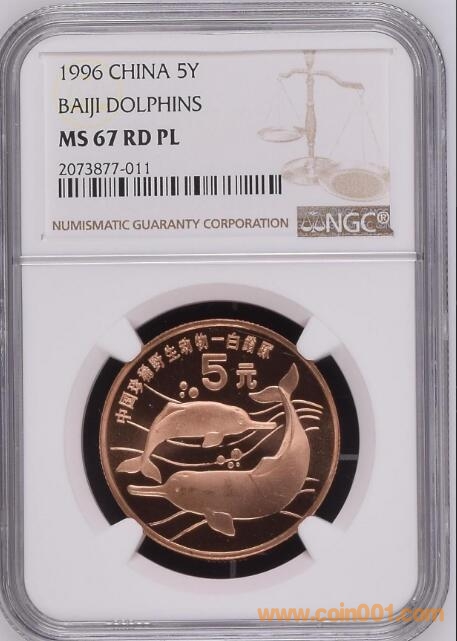 1996 CHINA 5Y
BAIJI DOLPHINS
MS 67 RD PL
2073877-011
NUMISMATIC GUARANTY CORPORATION
NGC®
中国珍稀野生动物—白鳍豚
5元
www.coin001.com